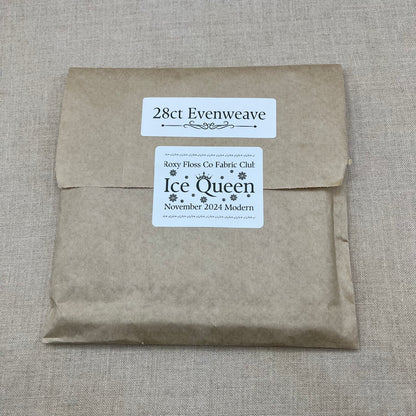 28ct Evenweave
Roxy Floss Co Fabric Club
Ice Queen
November 2024 Modern